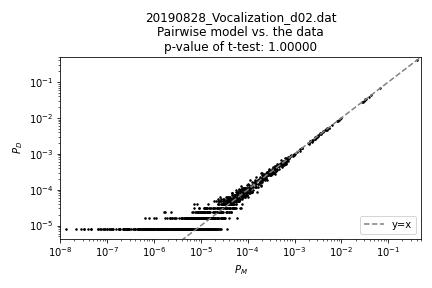 20190828_Vocalization_d02.dat
Pairwise model vs. the data
p-value of t-test: 1.00000
P_D
10⁻¹
10⁻²
10⁻³
10⁻⁴
10⁻⁵
y=x
10⁻⁸ 10⁻⁷ 10⁻⁶ 10⁻⁵ 10⁻⁴ 10⁻³ 10⁻² 10⁻¹
P_M